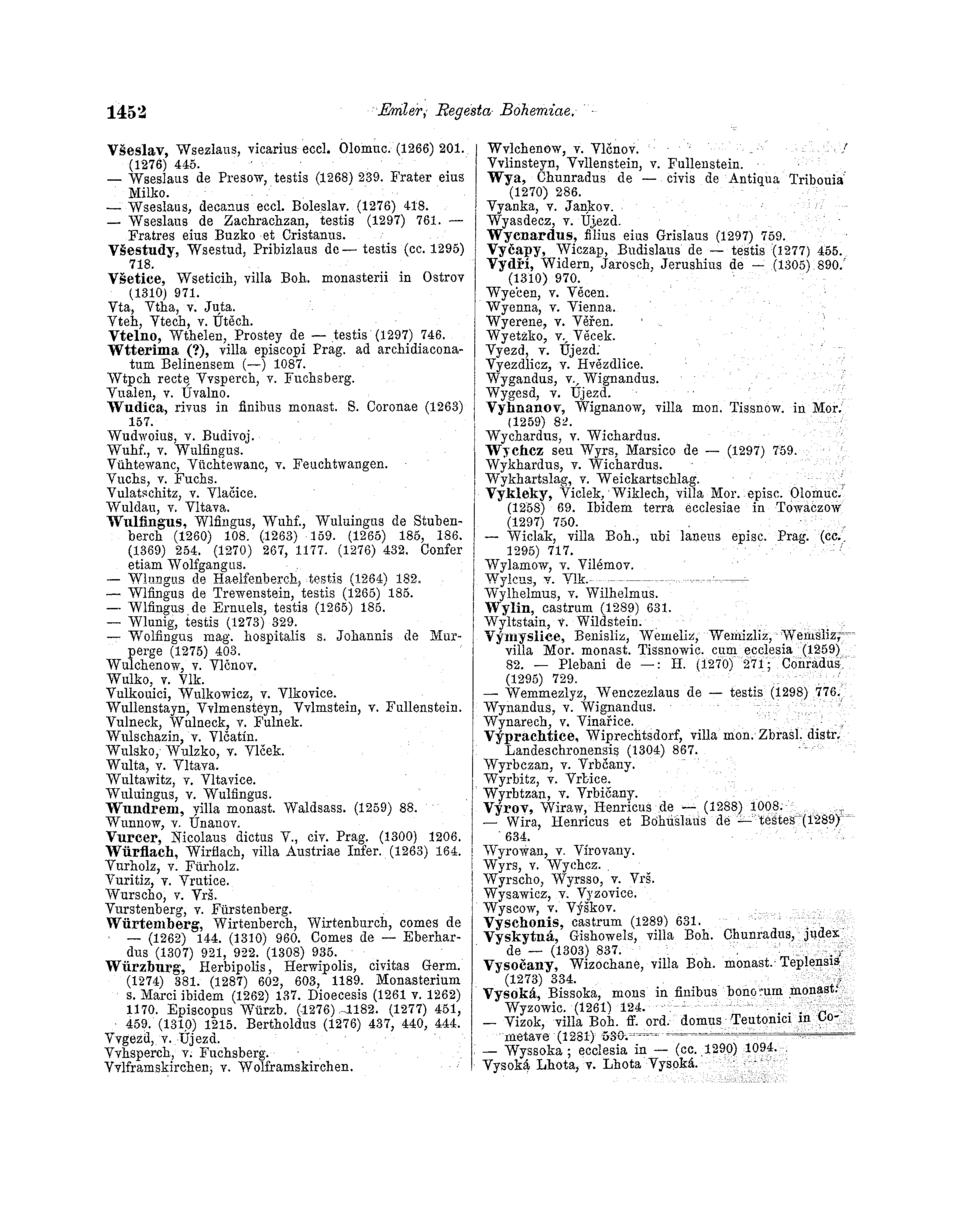 1452
Emler, Regesta Bohemiae.
Všeslav, Wsezlaus, vicarius eccl. Olomuc. (1266) 201.
(1276) 445.
— Wseslaus de Presow, testis (1268) 239. Frater eius
Milko.
— Wseslaus, decanus eccl. Boleslav. (1276) 418.
— Wseslaus de Zachrachzan, testis (1297) 761. —
Fratres eius Buzko et Cristanus.
Všestudy, Wsestud, Pribizlaus de — testis (cc. 1295)
718.
Všetice, Wseticih, villa Boh. monasterii in Ostrov
(1310) 971.
Vta, Vtha, v. Juta.
Vteh, Vtech, v. Útěch.
Vtelno, Wthelen, Prostey de — testis (1297) 746.
Wtterima (?), villa episcopi Prag. ad archidiacona-
tum Belinensem (—) 1087.
Wtpch recte Vvsperch, v. Fuchsberg.
Vualen, v. Úvalno.
Wudica, rivus in finibus monast. S. Coronae (1263)
157.
Wudwoius, v. Budivoj.
Wuhf., v. Wulfingus.
Vühtewanc, Vüchtewanc, v. Feuchtwangen.
Vuchs, v. Fuchs.
Vulatschitz, v. Vlačice.
Wuldau, v. Vltava.
Wulfingus, Wlfingus, Wuhf., Wuluingus de Stuben-
berch (1260) 108. (1263) 159. (1265) 185, 186.
(1369) 254. (1270) 267, 1177. (1276) 432. Confer
etiam Wolfgangus.
— Wlungus de Haelfenberch, testis (1264) 182.
— Wlfingus de Trewenstein, testis (1265) 185.
— Wlfingus de Ernuels, testis (1265) 185.
— Wlunig, testis (1273) 329.
— Wolfingus mag. hospitalis s. Johannis de Mur-
perge (1275) 403.
Wulchenow, v. Vlčnov.
Wulko, v. Vlk.
Vulkouici, Wulkowicz, v. Vlkovice.
Wullenstayn, Vvlmensteyn, Vvlmstein, v. Fullenstein.
Vulneck, Wulneck, v. Fulnek.
Wulschazin, v. Vlčatín.
Wulsko, Wulzko, v. Vlček.
Wulta, v. Vltava.
Wultawitz, v. Vltavice.
Wuluingus, v. Wulfingus.
Wundrem, villa monast. Waldsass. (1259) 88.
Wunnow, v. Únanov.
Vurcer, Nicolaus dictus V., civ. Prag. (1300) 1206.
Würflach, Wirflach, villa Austriae Infer. (1263) 164.
Vurholz, v. Fürholz.
Vuritiz, v. Vrutice.
Wurscho, v. Vrš.
Vurstenberg, v. Fürstenberg.
Würtemberg, Wirtenberch, Wirtenburch, comes de
— (1262) 144. (1310) 960. Comes de — Eberhar-
dus (1307) 921, 922. (1308) 935.
Würzburg, Herbipolis, Herwipolis, civitas Germ.
(1274) 381. (1287) 602, 603, 1189. Monasterium
s. Marci ibidem (1262) 137. Dioecesis (1261 v. 1262)
1170. Episcopus Würzb. (1276) 1182. (1277) 451,
459. (1310) 1215. Bertholdus (1276) 437, 440, 444.
Vvgezd, v. Újezd.
Vvhsperch, v. Fuchsberg.
Vvlframskirchen, v. Wolframskirchen.
Wvlchenow, v. Vlčnov.
Vvlinsteyn, Vvllenstein, v. Fullenstein.
Wya, Chunradus de — civis de Antiqua Tribouia
(1270) 286.
Vyanka, v. Jankov.
Wyasdecz, v. Újezd.
Wycnardus, filius eius Grislaus (1297) 759.
Vyčapy, Wiczap, Budislaus de — testis (1277) 455.
Vydří, Widern, Jarosch, Jerushius de — (1305) 890.
(1310) 970.
Wyečen, v. Věcen.
Wyenna, v. Vienna.
Wyerene, v. Věřen.
Wyetzko, v. Věcek.
Vyezd, v. Újezd.
Vyezdlicz, v. Hvězdlice.
Wygandus, v. Wignandus.
Wygesd, v. Újezd.
Výhnanov, Wignanow, villa mon. Tissnow. in Mor.
(1259) 82.
Wychardus, v. Wichardus.
Wychcz seu Wyrs, Marsico de — (1297) 759.
Wykhardus, v. Wichardus.
Wykhartslag, v. Weickartschlag.
Výkleky, Viclek, Wiklech, villa Mor. episc. Olomuc.
(1258) 69. Ibidem terra ecclesiae in Towaczow
(1297) 750.
— Wiclak, villa Boh., ubi laneus episc. Prag. (cc.
1295) 717.
Wylamow, v. Vilémov.
Wylcus, v. Vlk.
Wylhelmus, v. Wilhelmus.
Wylin, castrum (1289) 631.
Wyltstain, v. Wildstein.
Výmyslice, Benisliz, Wemeliz, Wemizliz, Wemsliz,
villa Mor. monast. Tissnowic. cum ecclesia (1259)
82. — Plebani de —: H. (1270) 271; Conradus
(1295) 729.
— Wemmezlyz, Wenczezlaus de — testis (1298) 776.
Wynandus, v. Wignandus.
Wynarech, v. Vinařice.
Výprachtice, Wiprechtsdorf, villa mon. Zbrasl. distr.
Landeschronensis (1304) 867.
Wyrbczan, v. Vrbčany.
Wyrbitz, v. Vrbice.
Wyrbtzan, v. Vrbičany.
Výrov, Wiraw, Henricus de — (1288) 1008.
— Wira, Henricus et Bohuslaus de — testes (1289)
634.
Wyrowan, v. Vírovany.
Wyrs, v. Wychcz.
Wyrscho, Wyrsso, v. Vrš.
Wysawicz, v. Vyzovice.
Wyscow, v. Výškov.
Vyschonis, castrum (1289) 631.
Vyskytná, Gishowels, villa Boh. Chunradus, judex
de — (1303) 837.
Vysočany, Wizochane, villa Boh. monast. Teplensis
(1273) 334.
Vysoká, Bissoka, mons in finibus bonorum monast.
Wyzowic. (1261) 124.
— Vizok, villa Boh. ff. ord. domus Teutonici in Co-
metave (1281) 530.
— Wyssoka; ecclesia in — (cc. 1290) 1094.
Vysoká Lhota, v. Lhota Vysoká.